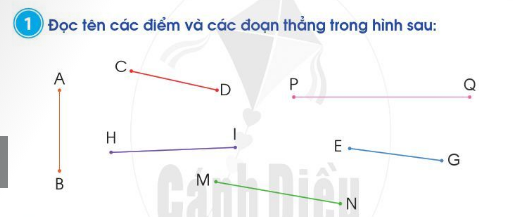 1 Đọc tên các điểm và các đoạn thẳng trong hình sau:
A
C
D
P
Q
H
I
E
G
B
M
N
Cánh Diều